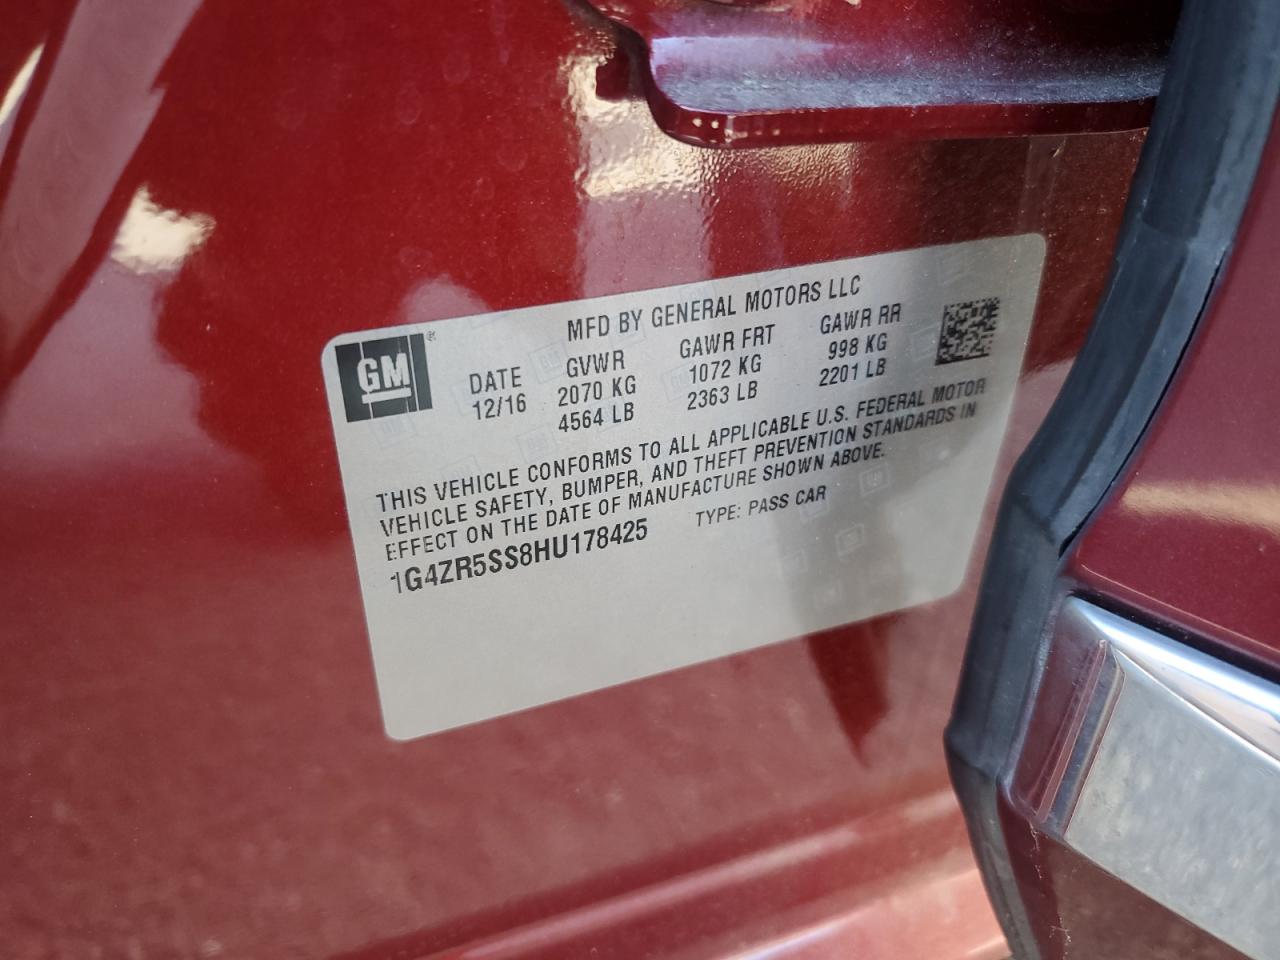 MFD BY GENERAL MOTORS LLC
GM®
DATE GVWR GAWR FRT GAWR RR
12/16 2070 KG 1072 KG 998 KG
4564 LB 2363 LB 2201 LB
THIS VEHICLE CONFORMS TO ALL APPLICABLE U.S. FEDERAL MOTOR
VEHICLE SAFETY, BUMPER, AND THEFT PREVENTION STANDARDS IN
EFFECT ON THE DATE OF MANUFACTURE SHOWN ABOVE.
1G4ZR5SS8HU178425 TYPE: PASS CAR